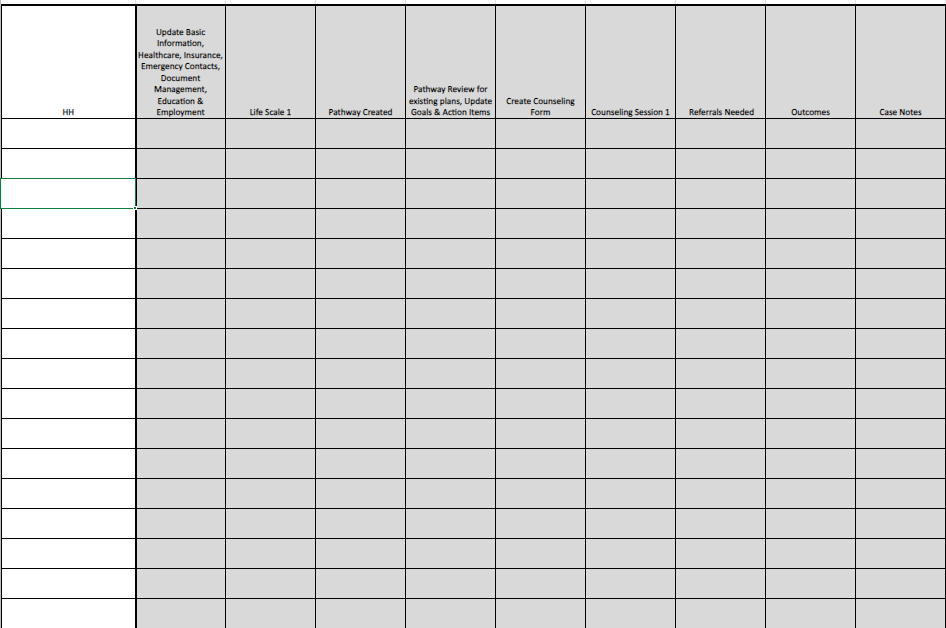 HH
Update Basic
Information,
Healthcare, Insurance,
Emergency Contacts,
Document
Management,
Education &
Employment
Life Scale 1
Pathway Created
Pathway Review for
existing plans, Update
Goals & Action Items
Create Counseling
Form
Counseling Session 1
Referrals Needed
Outcomes
Case Notes